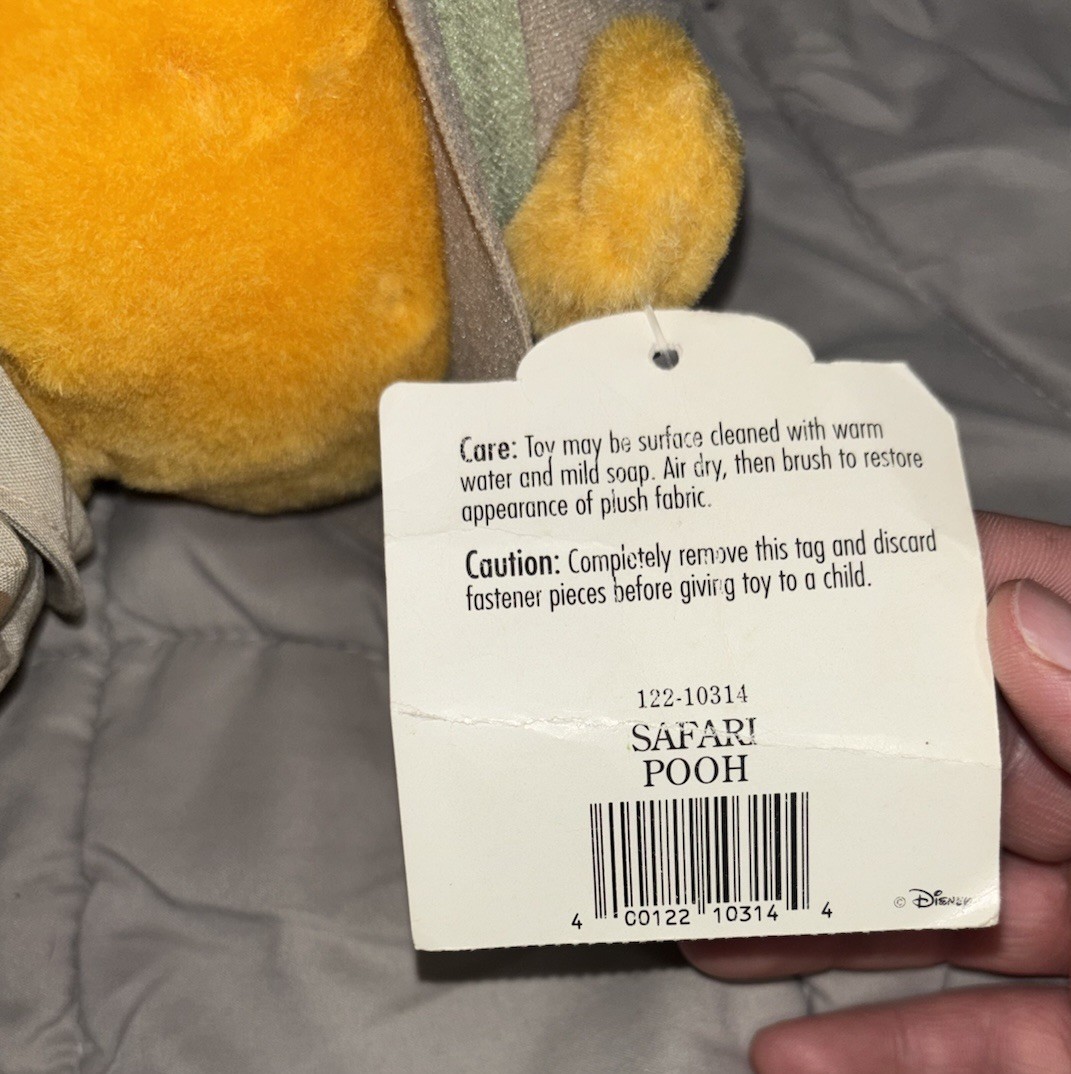 Care: Toy may be surface cleaned with warm
water and mild soap. Air dry, then brush to restore
appearance of plush fabric.
Caution: Completely remove this tag and discard
fastener pieces before giving toy to a child.
122-10314
SAFARI
POOH
4 00122 10314 4
© Disney